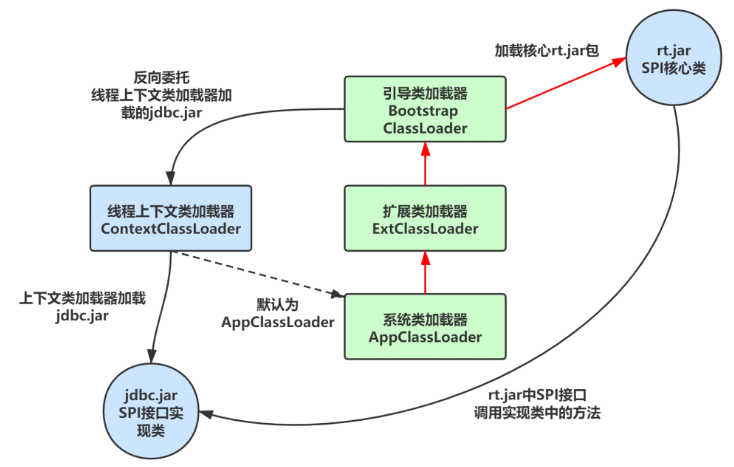 加载核心rt.jar包
rt.jar
SPI核心类
反向委托
线程上下文类加载器加
载的jdbc.jar
引导类加载器
Bootstrap
ClassLoader
线程上下文类加载器
ContextClassLoader
扩展类加载器
ExtClassLoader
上下文类加载器加载
jdbc.jar
默认为
AppClassLoader
系统类加载器
AppClassLoader
jdbc.jar
SPI接口实
现类
rt.jar中SPI接口
调用实现类中的方法